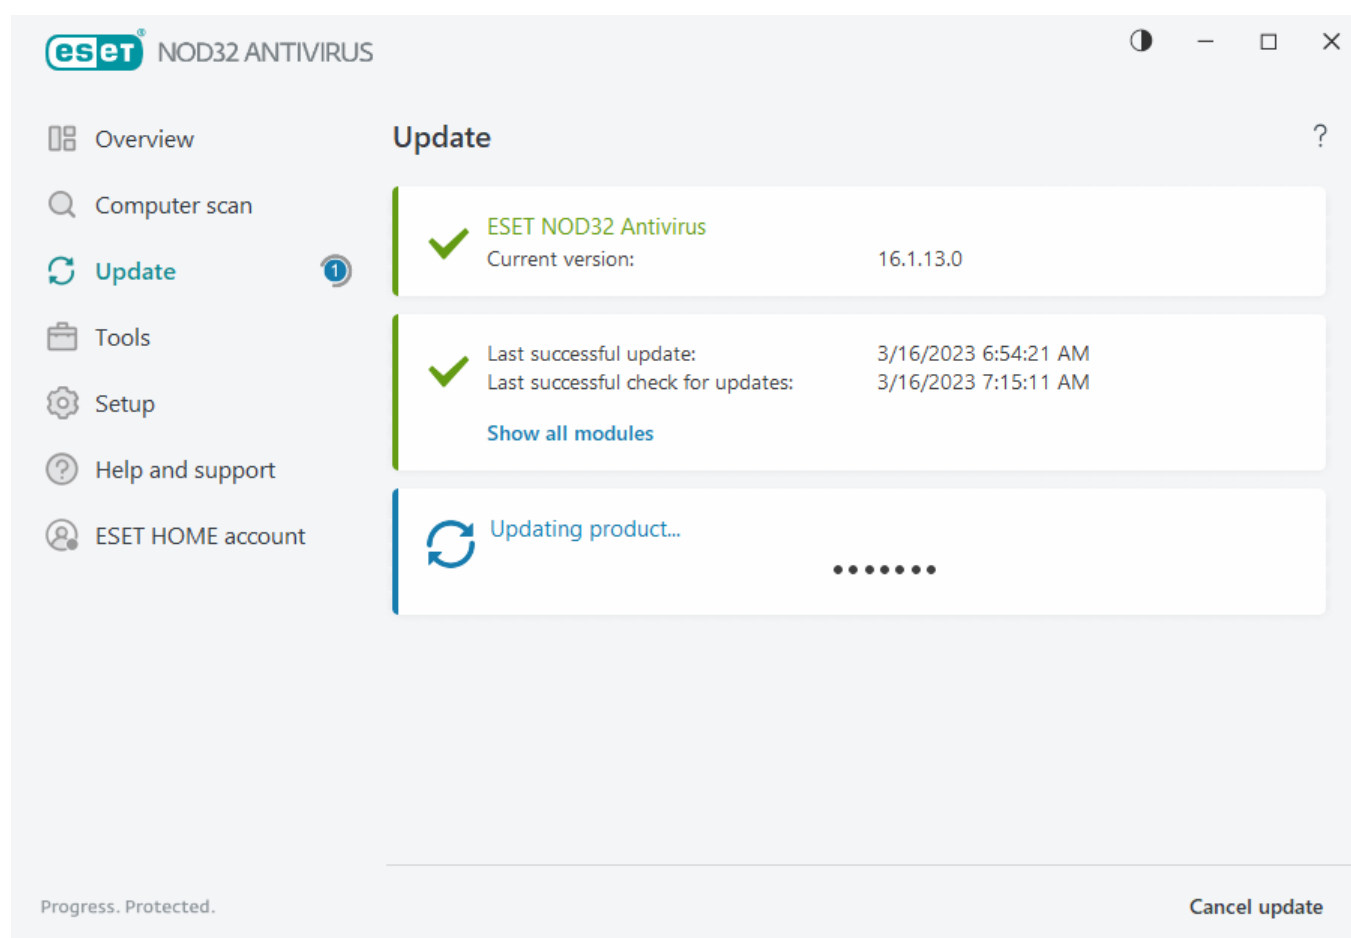 eset® NOD32 ANTIVIRUS
Overview
Computer scan
Update 1
Tools
Setup
Help and support
ESET HOME account
Update ?
ESET NOD32 Antivirus
Current version: 16.1.13.0
Last successful update: 3/16/2023 6:54:21 AM
Last successful check for updates: 3/16/2023 7:15:11 AM
Show all modules
Updating product...
Progress. Protected.
Cancel update